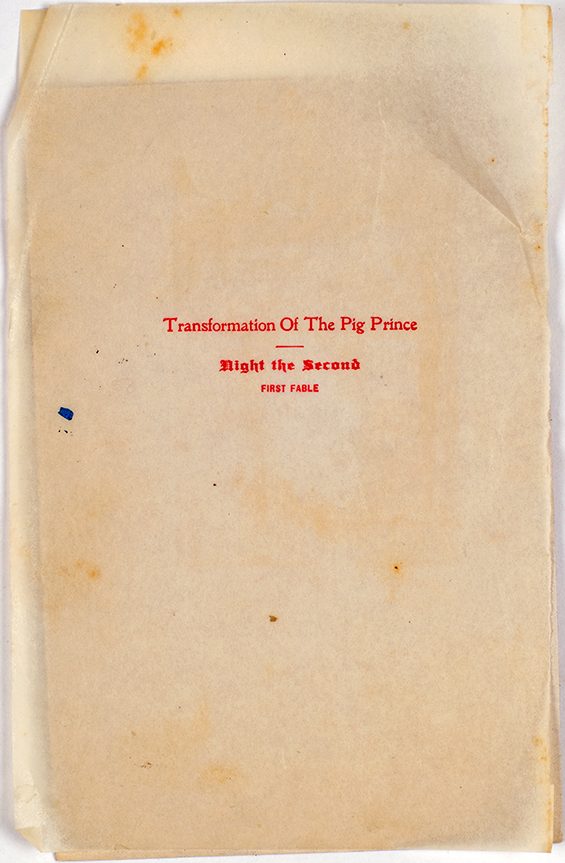 Transformation Of The Pig Prince
Night the Second
FIRST FABLE